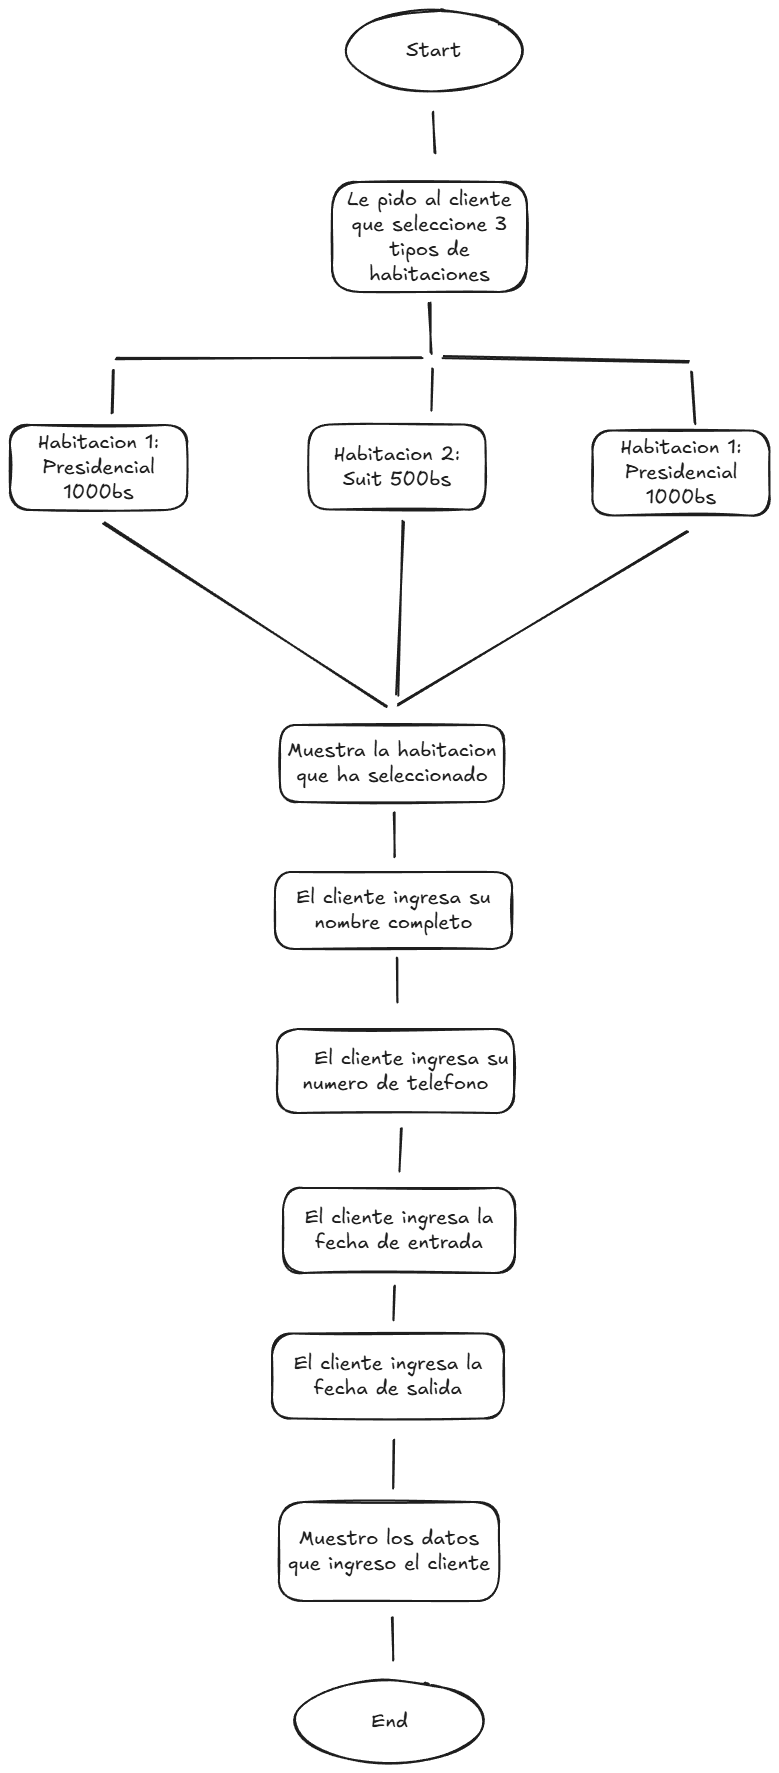 Start
Le pido al cliente
que seleccione 3
tipos de
habitaciones
Habitacion 1:
Presidencial
1000bs
Habitacion 2:
Suit 500bs
Habitacion 1:
Presidencial
1000bs
Muestra la habitacion
que ha seleccionado
El cliente ingresa su
nombre completo
El cliente ingresa su
numero de telefono
El cliente ingresa la
fecha de entrada
El cliente ingresa la
fecha de salida
Muestro los datos
que ingreso el cliente
End